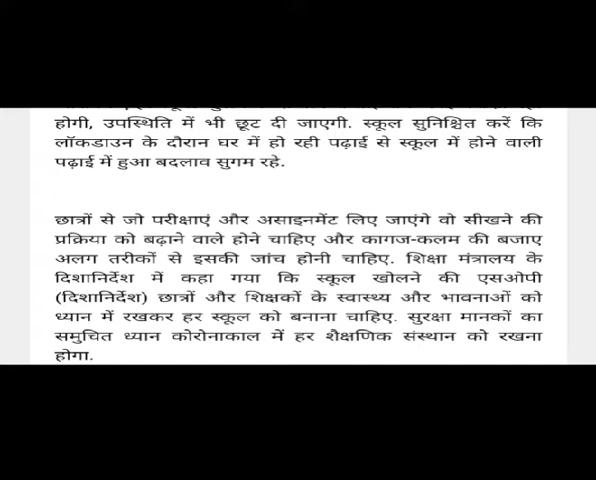 होगी, उपस्थिति में भी छूट दी जाएगी. स्कूल सुनिश्चित करें कि
लॉकडाउन के दौरान घर में हो रही पढ़ाई से स्कूल में होने वाली
पढ़ाई में हुआ बदलाव सुगम रहे.
छात्रों से जो परीक्षाएं और असाइनमेंट लिए जाएंगे वो सीखने की
प्रक्रिया को बढ़ाने वाले होने चाहिए और कागज-कलम की बजाए
अलग तरीकों से इसकी जांच होनी चाहिए. शिक्षा मंत्रालय के
दिशानिर्देश में कहा गया कि स्कूल खोलने की एसओपी
(दिशानिर्देश) छात्रों और शिक्षकों के स्वास्थ्य और भावनाओं को
ध्यान में रखकर हर स्कूल को बनाना चाहिए. सुरक्षा मानकों का
समुचित ध्यान कोरोनाकाल में हर शैक्षणिक संस्थान को रखना
होगा.